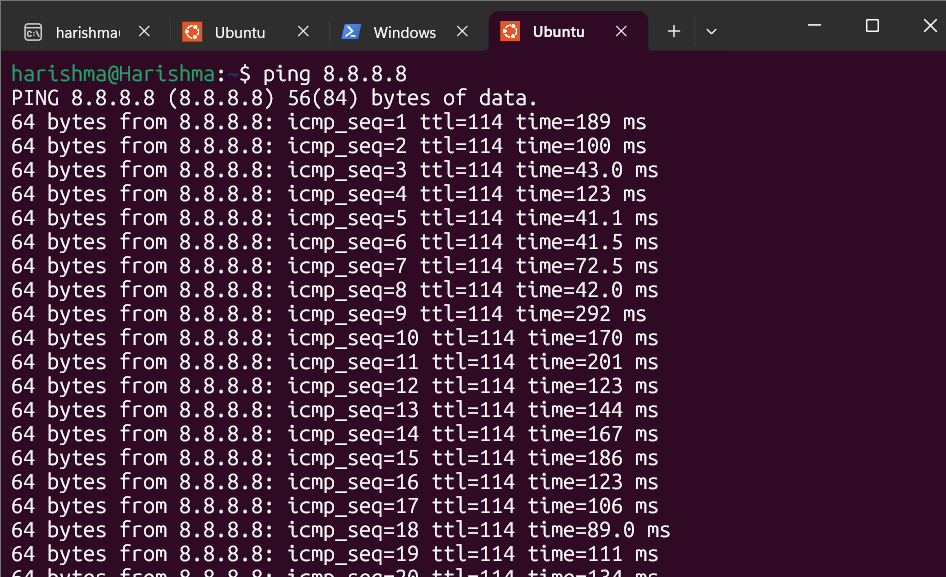 harishma Ubuntu Windows Ubuntu
harishma@Harishma:~$ ping 8.8.8.8
PING 8.8.8.8 (8.8.8.8) 56(84) bytes of data.
64 bytes from 8.8.8.8: icmp_seq=1 ttl=114 time=189 ms
64 bytes from 8.8.8.8: icmp_seq=2 ttl=114 time=100 ms
64 bytes from 8.8.8.8: icmp_seq=3 ttl=114 time=43.0 ms
64 bytes from 8.8.8.8: icmp_seq=4 ttl=114 time=123 ms
64 bytes from 8.8.8.8: icmp_seq=5 ttl=114 time=41.1 ms
64 bytes from 8.8.8.8: icmp_seq=6 ttl=114 time=41.5 ms
64 bytes from 8.8.8.8: icmp_seq=7 ttl=114 time=72.5 ms
64 bytes from 8.8.8.8: icmp_seq=8 ttl=114 time=42.0 ms
64 bytes from 8.8.8.8: icmp_seq=9 ttl=114 time=292 ms
64 bytes from 8.8.8.8: icmp_seq=10 ttl=114 time=170 ms
64 bytes from 8.8.8.8: icmp_seq=11 ttl=114 time=201 ms
64 bytes from 8.8.8.8: icmp_seq=12 ttl=114 time=123 ms
64 bytes from 8.8.8.8: icmp_seq=13 ttl=114 time=144 ms
64 bytes from 8.8.8.8: icmp_seq=14 ttl=114 time=167 ms
64 bytes from 8.8.8.8: icmp_seq=15 ttl=114 time=186 ms
64 bytes from 8.8.8.8: icmp_seq=16 ttl=114 time=123 ms
64 bytes from 8.8.8.8: icmp_seq=17 ttl=114 time=106 ms
64 bytes from 8.8.8.8: icmp_seq=18 ttl=114 time=89.0 ms
64 bytes from 8.8.8.8: icmp_seq=19 ttl=114 time=111 ms
64 bytes from 8.8.8.8: icmp_seq=20 ttl=114 time=134 ms